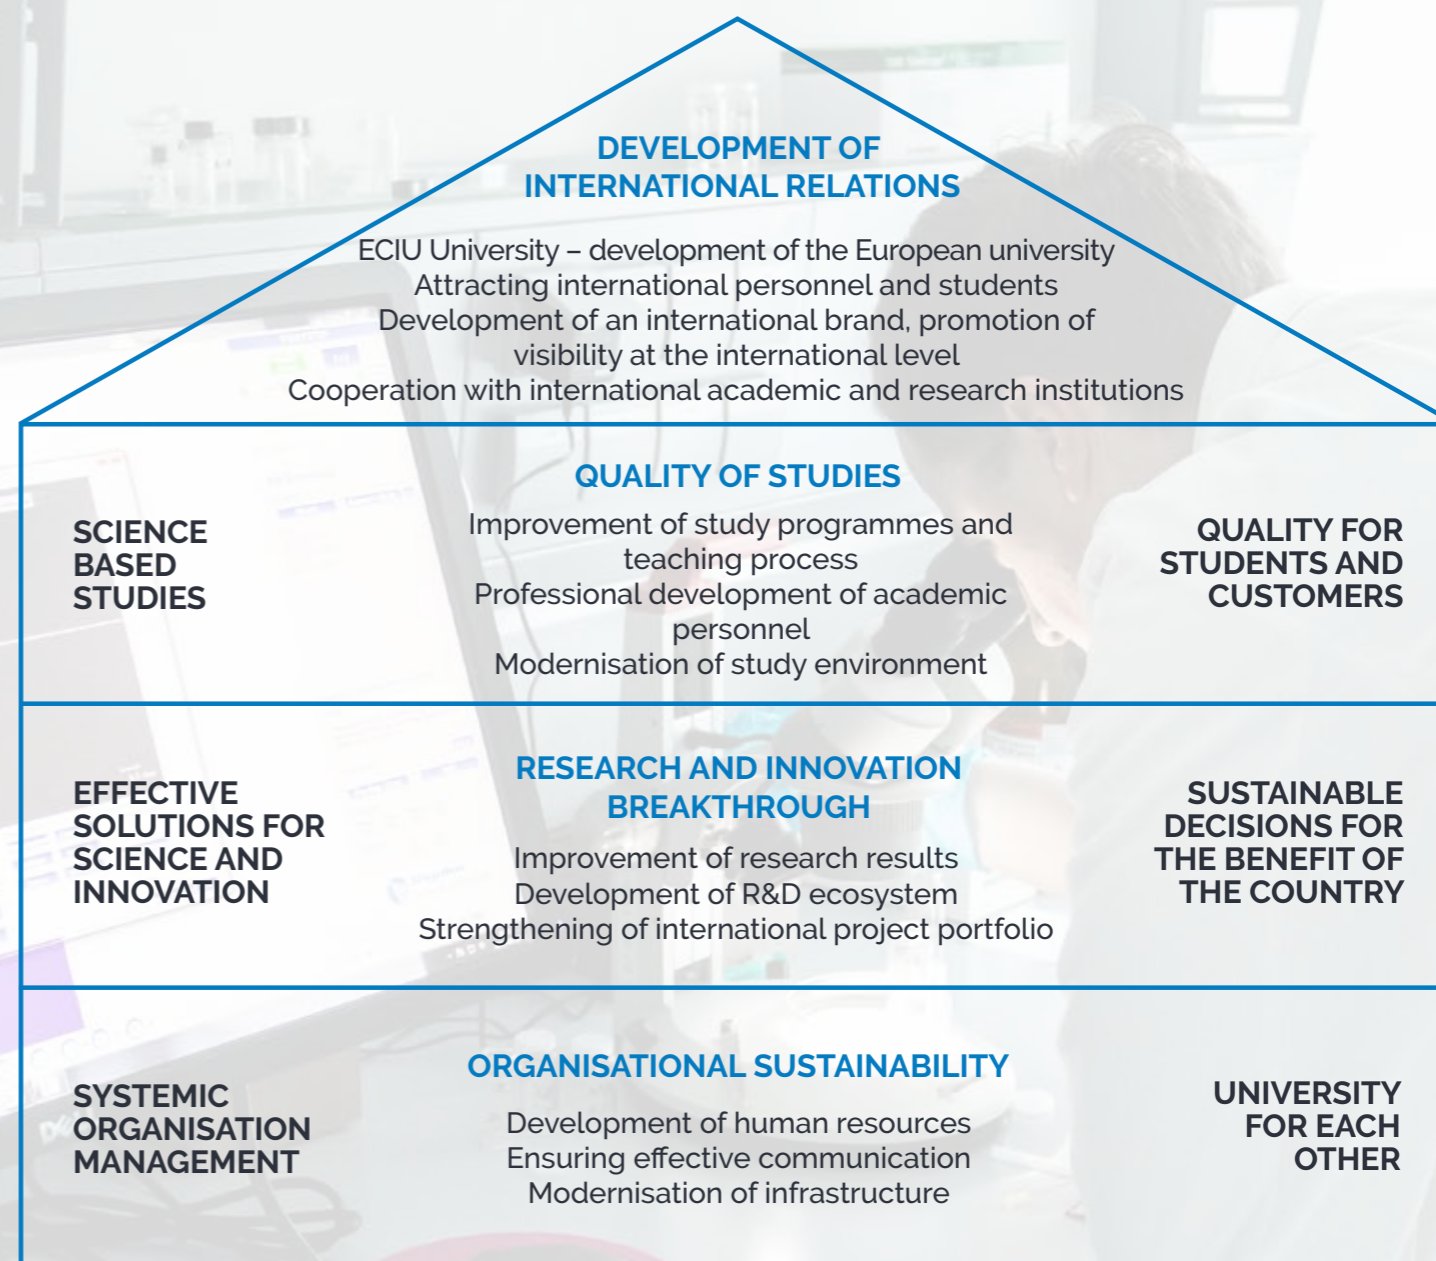 DEVELOPMENT OF
INTERNATIONAL RELATIONS
ECIU University – development of the European university
Attracting international personnel and students
Development of an international brand, promotion of
visibility at the international level
Cooperation with international academic and research institutions
SCIENCE
BASED
STUDIES
QUALITY OF STUDIES
Improvement of study programmes and
teaching process
Professional development of academic
personnel
Modernisation of study environment
QUALITY FOR
STUDENTS AND
CUSTOMERS
EFFECTIVE
SOLUTIONS FOR
SCIENCE AND
INNOVATION
RESEARCH AND INNOVATION
BREAKTHROUGH
Improvement of research results
Development of R&D ecosystem
Strengthening of international project portfolio
SUSTAINABLE
DECISIONS FOR
THE BENEFIT OF
THE COUNTRY
SYSTEMIC
ORGANISATION
MANAGEMENT
ORGANISATIONAL SUSTAINABILITY
Development of human resources
Ensuring effective communication
Modernisation of infrastructure
UNIVERSITY
FOR EACH
OTHER